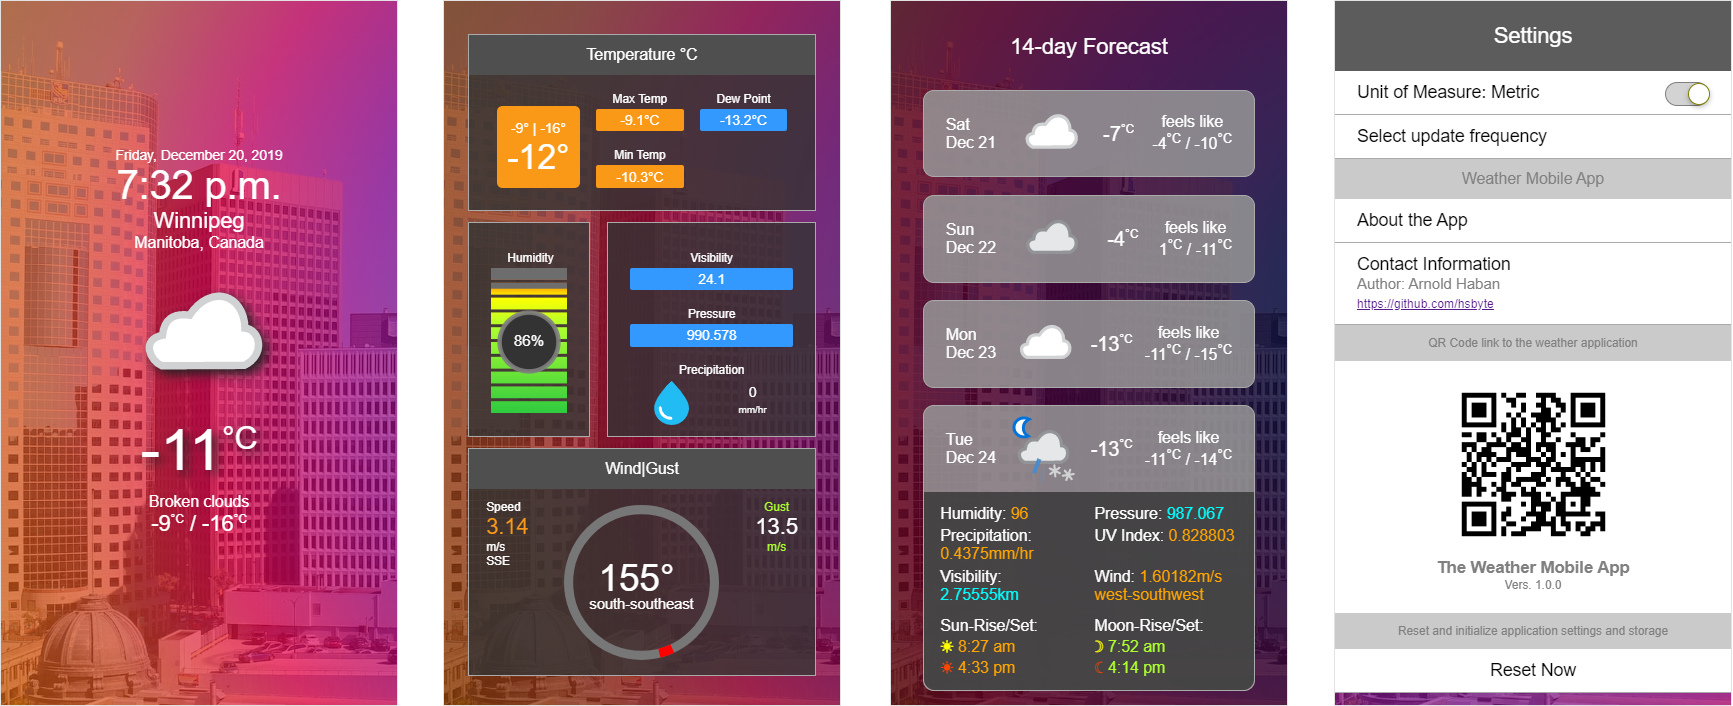 Friday, December 20, 2019
7:32 p.m.
Winnipeg
Manitoba, Canada
-11°C
Broken clouds
-9°C / -16°C
Temperature °C
-9° | -16°
-12°
Max Temp
-9.1°C
Dew Point
-13.2°C
Min Temp
-10.3°C
Humidity
86%
Visibility
24.1
Pressure
990.578
Precipitation
0
mm/hr
Wind|Gust
Speed
3.14
m/s
SSE
155°
south-southeast
Gust
13.5
m/s
14-day Forecast
Sat
Dec 21
-7°C
feels like
-4°C / -10°C
Sun
Dec 22
-4°C
feels like
1°C / -11°C
Mon
Dec 23
-13°C
feels like
-11°C / -15°C
Tue
Dec 24
-13°C
feels like
-11°C / -14°C
Humidity: 96
Pressure: 987.067
Precipitation:
0.4375mm/hr
UV Index: 0.828803
Visibility:
2.75555km
Wind: 1.60182m/s
west-southwest
Sun-Rise/Set:
8:27 am
4:33 pm
Moon-Rise/Set:
7:52 am
4:14 pm
Settings
Unit of Measure: Metric
Select update frequency
Weather Mobile App
About the App
Contact Information
Author: Arnold Haban
https://github.com/hsbyte
QR Code link to the weather application
The Weather Mobile App
Vers. 1.0.0
Reset and initialize application settings and storage
Reset Now